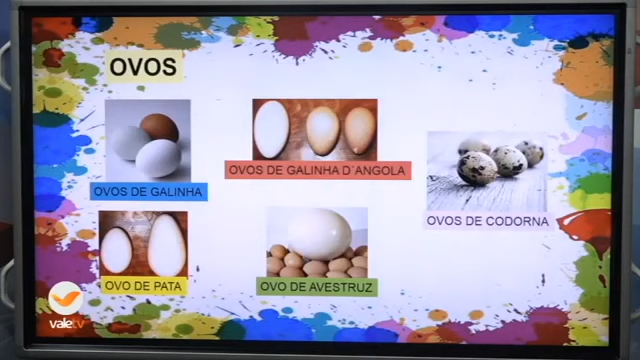 OVOS
OVOS DE GALINHA
OVOS DE GALINHA D´ANGOLA
OVOS DE CODORNA
OVO DE PATA
OVO DE AVESTRUZ
valetv